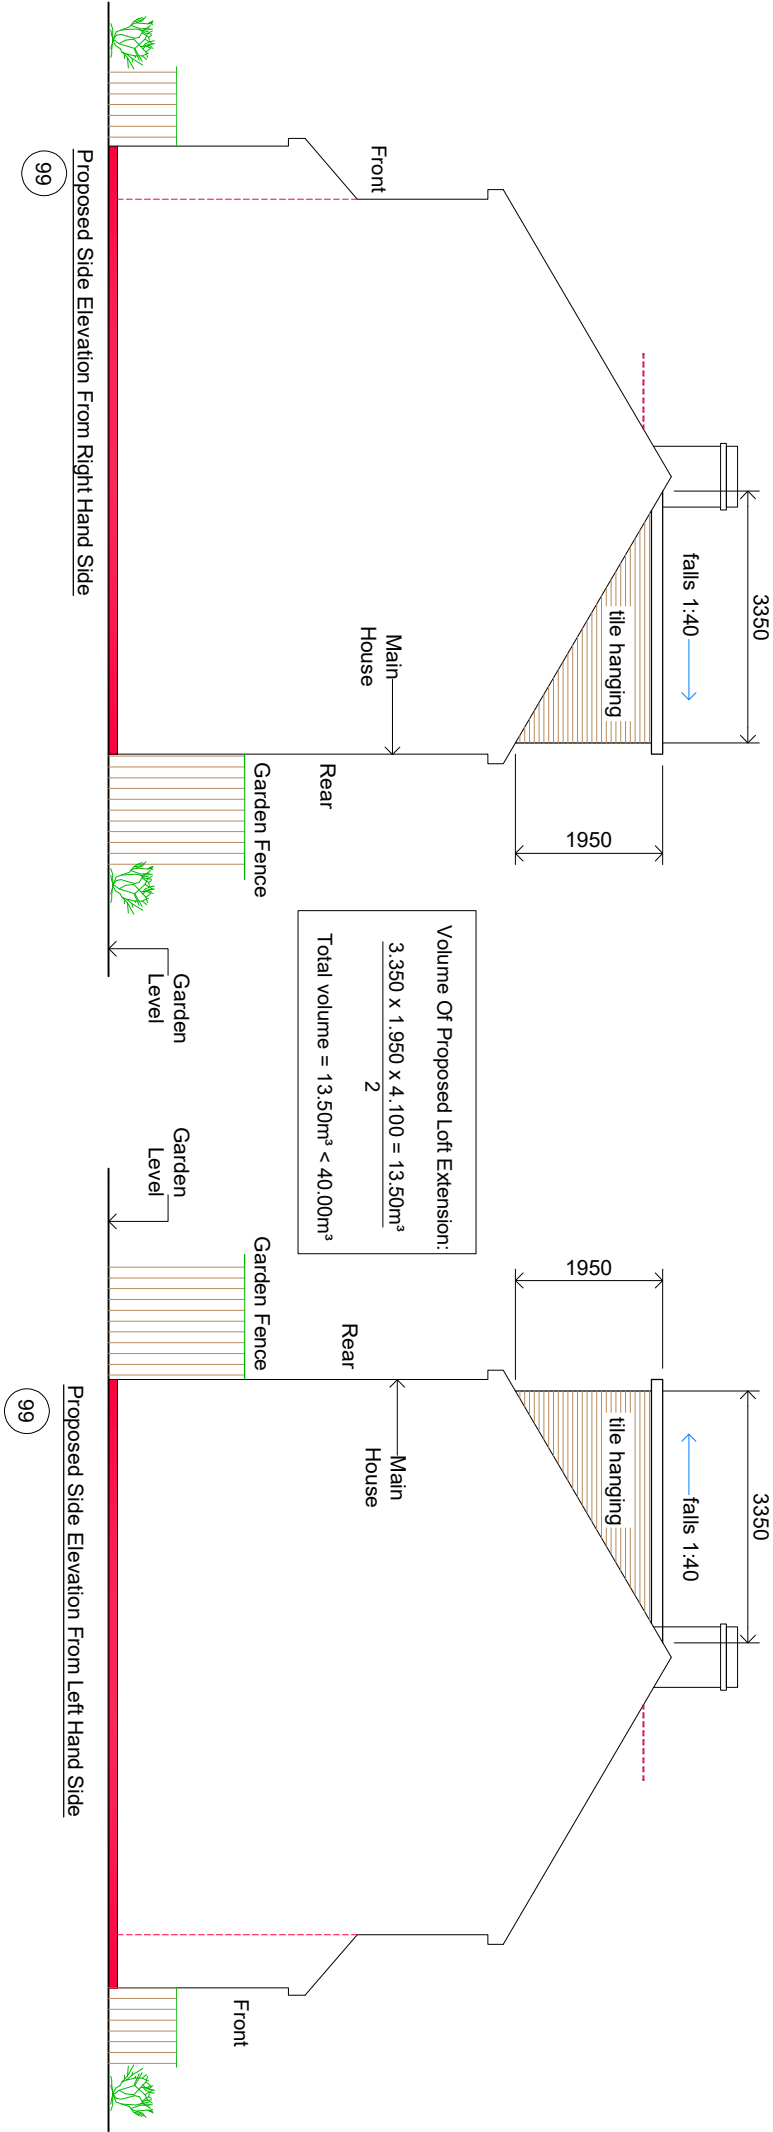 3350
falls 1:40
tile hanging
1950
Front
Main
House
Rear
Garden Fence
Garden
Level
Proposed Side Elevation From Right Hand Side
99
Volume Of Proposed Loft Extension:
3.350 x 1.950 x 4.100 = 13.50m³
2
Total volume = 13.50m³ < 40.00m³
3350
falls 1:40
tile hanging
1950
Rear
Main
House
Garden Fence
Garden
Level
Front
Proposed Side Elevation From Left Hand Side
99